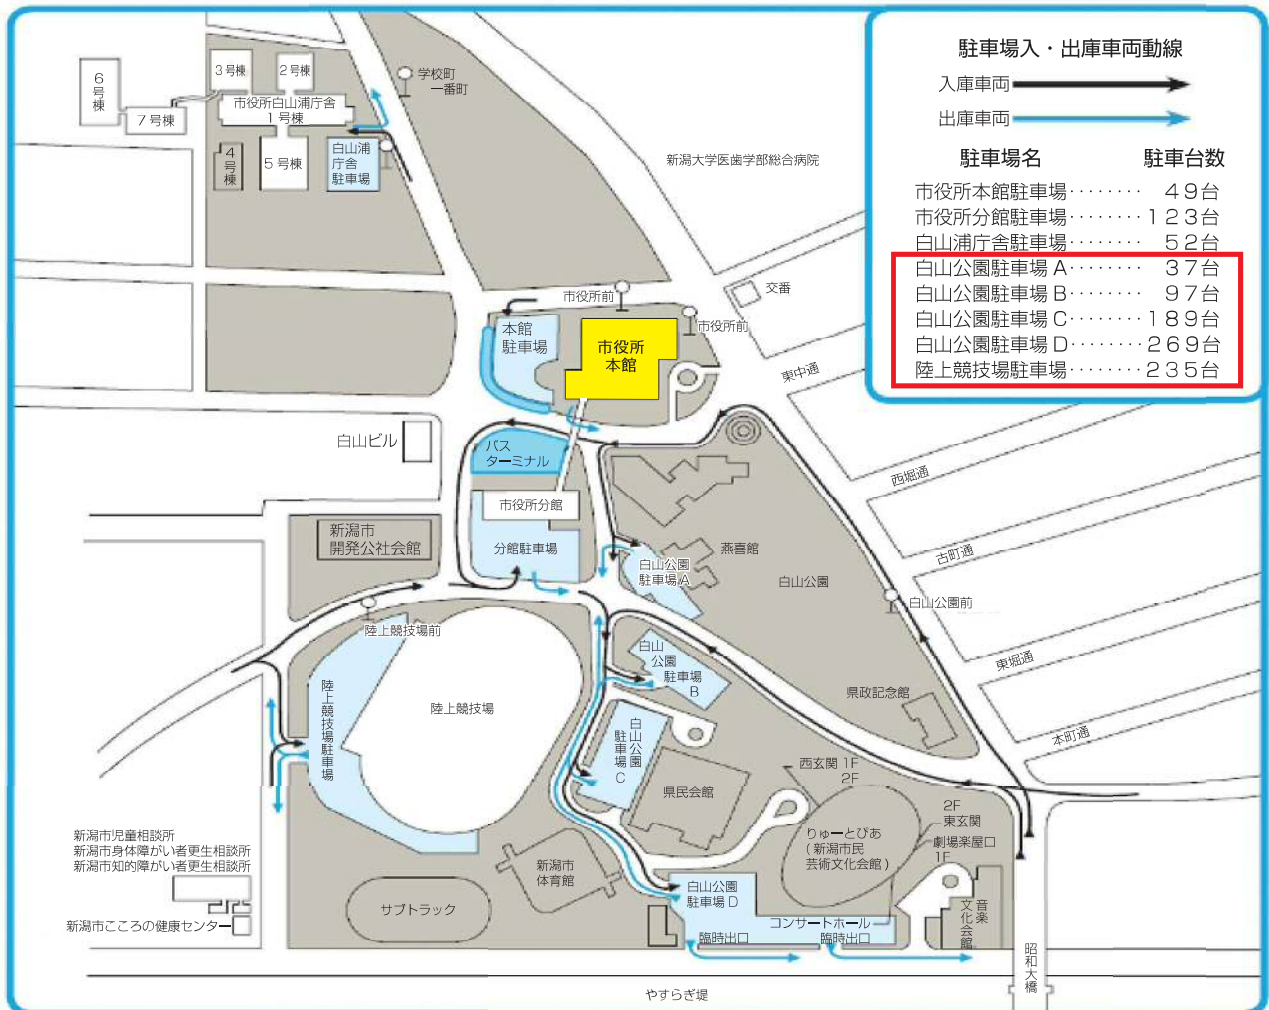 駐車場入・出庫車両動線
入庫車両
出庫車両
駐車場名 駐車台数
市役所本館駐車場········ 49台
市役所分館駐車場········123台
白山浦庁舎駐車場········ 52台
白山公園駐車場A········ 37台
白山公園駐車場B········ 97台
白山公園駐車場C········189台
白山公園駐車場D········269台
陸上競技場駐車場········235台
6号棟
7号棟
3号棟
2号棟
市役所白山浦庁舎
1号棟
4号棟
5号棟
白山浦
庁舎
駐車場
学校町
一番町
新潟大学医歯学部総合病院
市役所前
交番
市役所前
本館
駐車場
市役所
本館
東中通
白山ビル
バス
ターミナル
西堀通
市役所分館
新潟市
開発公社会館
分館駐車場
白山公園
駐車場A
燕喜館
白山公園
古町通
白山公園前
陸上競技場前
白山
公園
駐車場
B
東堀通
陸上競技場駐車場
陸上競技場
県政記念館
本町通
白山公園
駐車場C
西玄関 1F
2F
県民会館
2F
東玄関
劇場楽屋口
1F
りゅーとぴあ
(新潟市民
芸術文化会館)
新潟市児童相談所
新潟市身体障がい者更生相談所
新潟市知的障がい者更生相談所
新潟市こころの健康センター
サブトラック
新潟市
体育館
白山公園
駐車場D
コンサートホール
臨時出口
臨時出口
音楽
文化会館
昭和大橋
やすらぎ堤